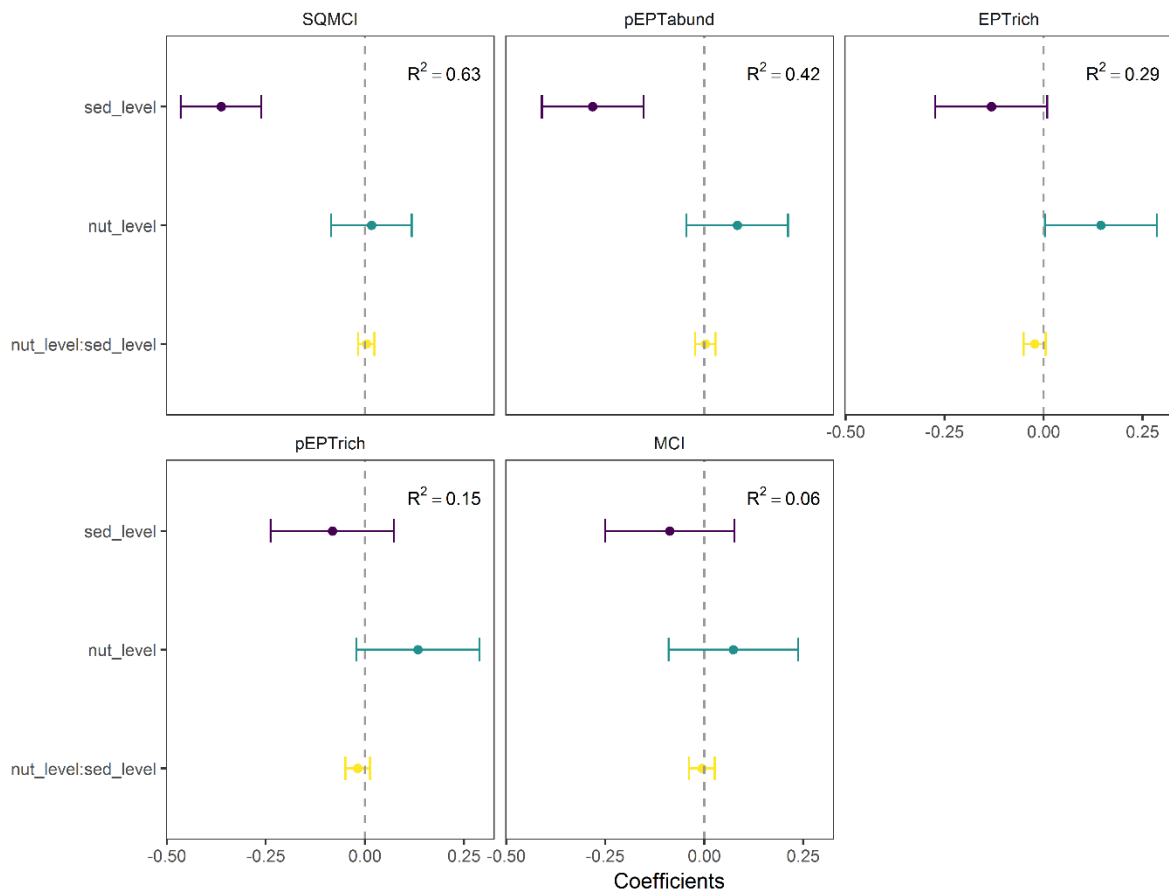 SQMCI pEPTabund EPTrich
R² = 0.63 R² = 0.42 R² = 0.29
sed_level
nut_level
nut_level:sed_level
-0.50 -0.25 0.00 0.25
pEPTrich MCI
R² = 0.15 R² = 0.06
sed_level
nut_level
nut_level:sed_level
-0.50 -0.25 0.00 0.25 -0.50 -0.25 0.00 0.25
Coefficients